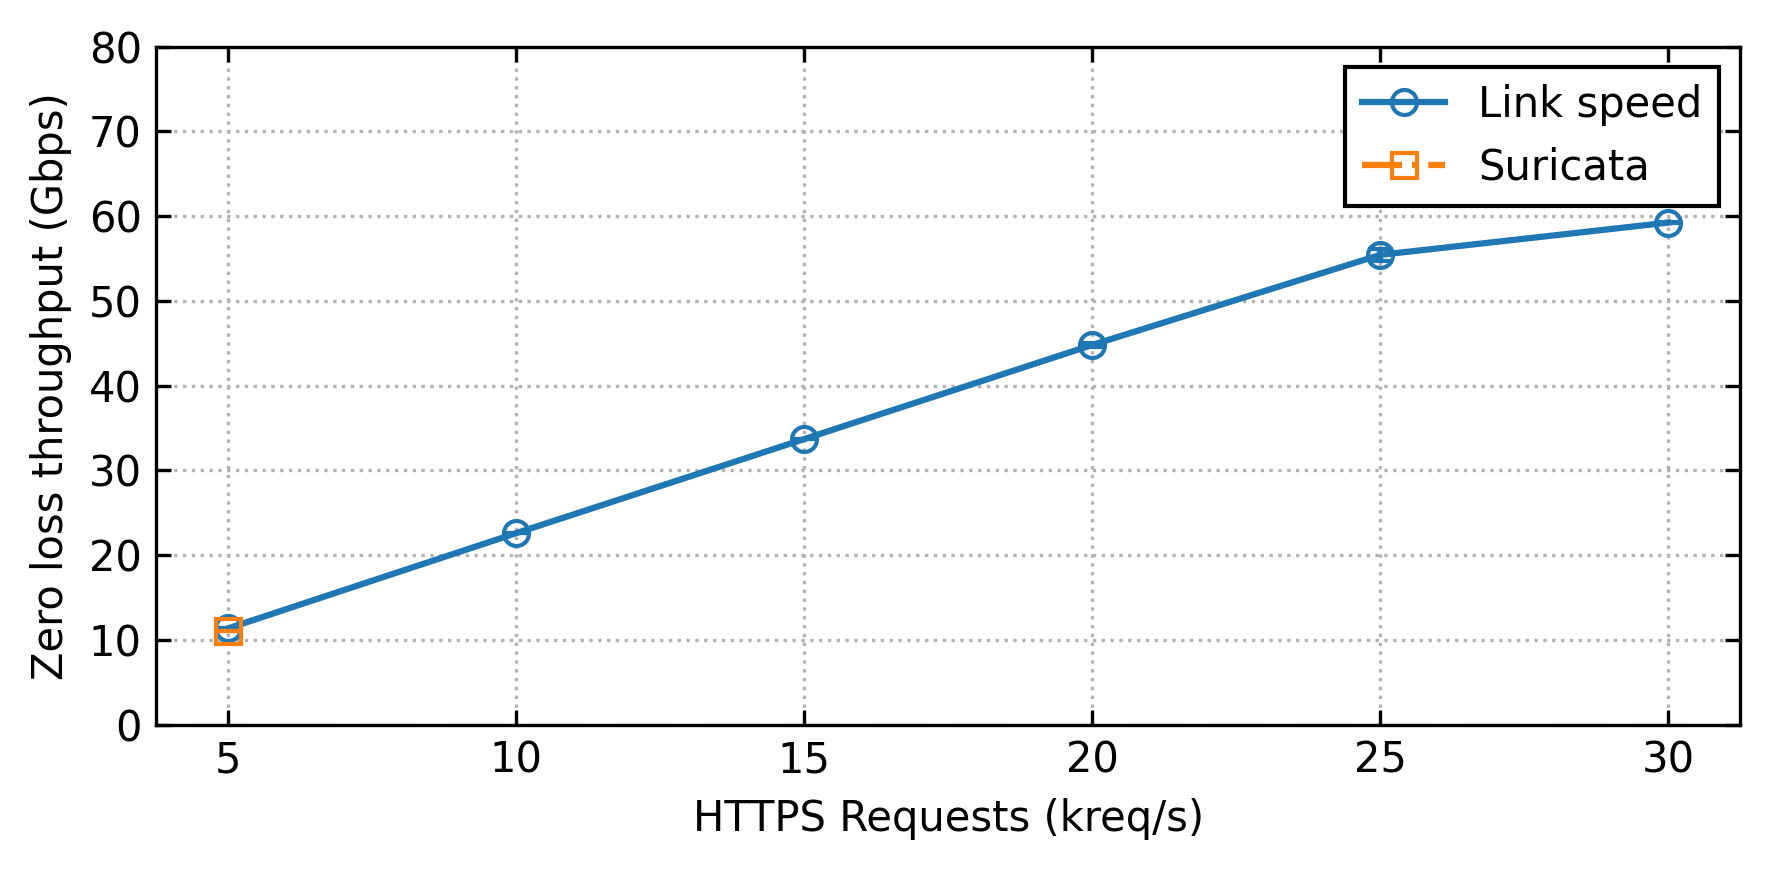 80
70
60
50
40
30
20
10
0
Zero loss throughput (Gbps)
Link speed
Suricata
5 10 15 20 25 30
HTTPS Requests (kreq/s)